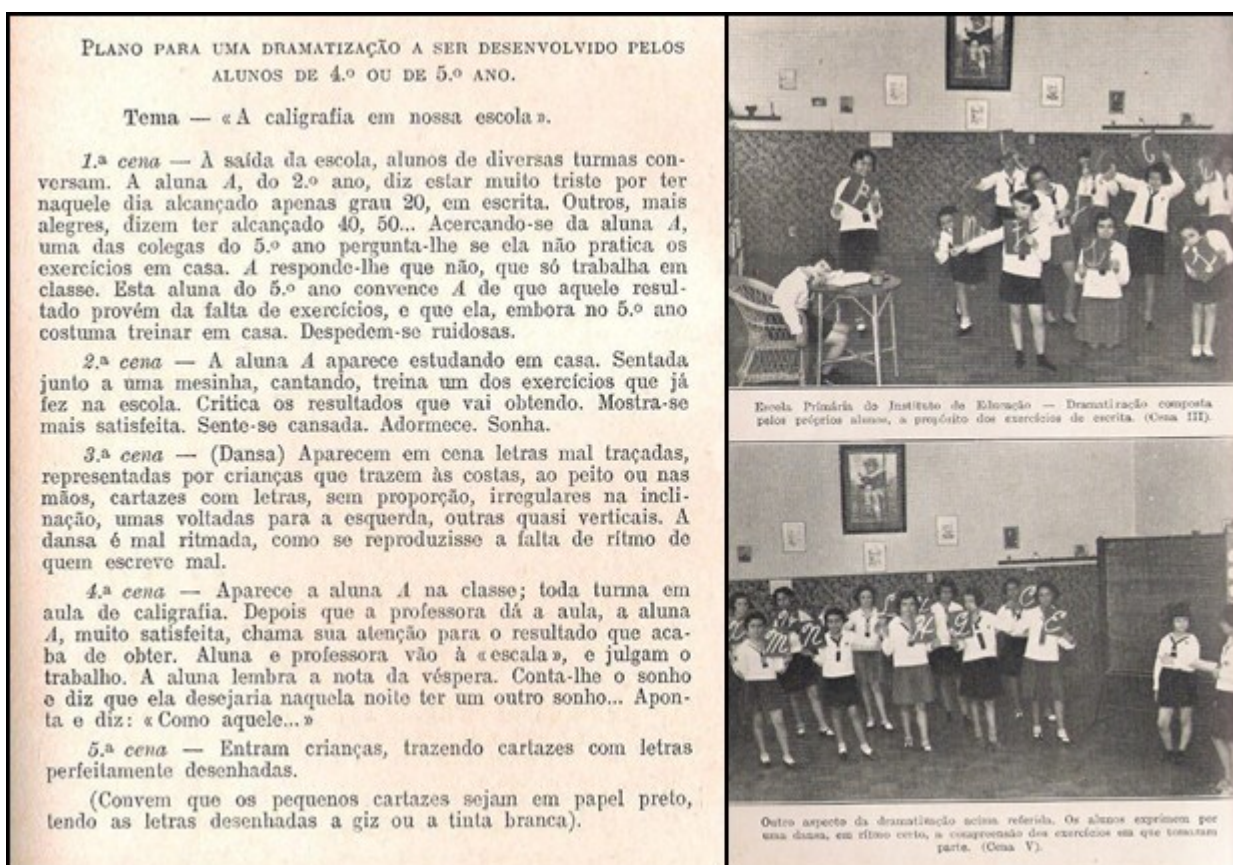 PLANO PARA UMA DRAMATIZAÇÃO A SER DESENVOLVIDO PELOS
ALUNOS DE 4.º OU DE 5.º ANO.
Tema — « A caligrafia em nossa escola ».
1.ª cena — À saída da escola, alunos de diversas turmas con-
versam. A aluna A, do 2.º ano, diz estar muito triste por ter
naquele dia alcançado apenas grau 20, em escrita. Outros, mais
alegres, dizem ter alcançado 40, 50... Acercando-se da aluna A,
uma das colegas do 5.º ano pergunta-lhe se ela não pratica os
exercícios em casa. A responde-lhe que não, que só trabalha em
classe. Esta aluna do 5.º ano convence A de que aquele resul-
tado provém da falta de exercícios, e que ela, embora no 5.º ano
costuma treinar em casa. Despedem-se ruidosas.
2.ª cena — A aluna A aparece estudando em casa. Sentada
junto a uma mesinha, cantando, treina um dos exercícios que já
fez na escola. Critica os resultados que vai obtendo. Mostra-se
mais satisfeita. Sente-se cansada. Adormece. Sonha.
3.ª cena — (Dansa) Aparecem em cena letras mal traçadas,
representadas por crianças que trazem às costas, ao peito ou nas
mãos, cartazes com letras, sem proporção, irregulares na incli-
nação, umas voltadas para a esquerda, outras quasi verticais. A
dansa é mal ritmada, como se reproduzisse a falta de rítmo de
quem escreve mal.
4.ª cena — Aparece a aluna A na classe; toda turma em
aula de caligrafia. Depois que a professora dá a aula, a aluna
A, muito satisfeita, chama sua atenção para o resultado que aca-
ba de obter. Aluna e professora vão à « escala », e julgam o
trabalho. A aluna lembra a nota da véspera. Conta-lhe o sonho
e diz que ela desejaria naquela noite ter um outro sonho... Apon-
ta e diz: « Como aquele... »
5.ª cena — Entram crianças, trazendo cartazes com letras
perfeitamente desenhadas.
(Convem que os pequenos cartazes sejam em papel preto,
tendo as letras desenhadas a giz ou a tinta branca).
Escola Primária do Instituto de Educação — Dramatização composta
pelos próprios alunos, a propósito dos exercícios de escrita. (Cena III).
M N H G C E
Outro aspecto da dramatização acima referida. Os alunos exprimem por
uma dansa, em rítmo certo, a compreensão dos exercícios em que tomaram
parte. (Cena V).